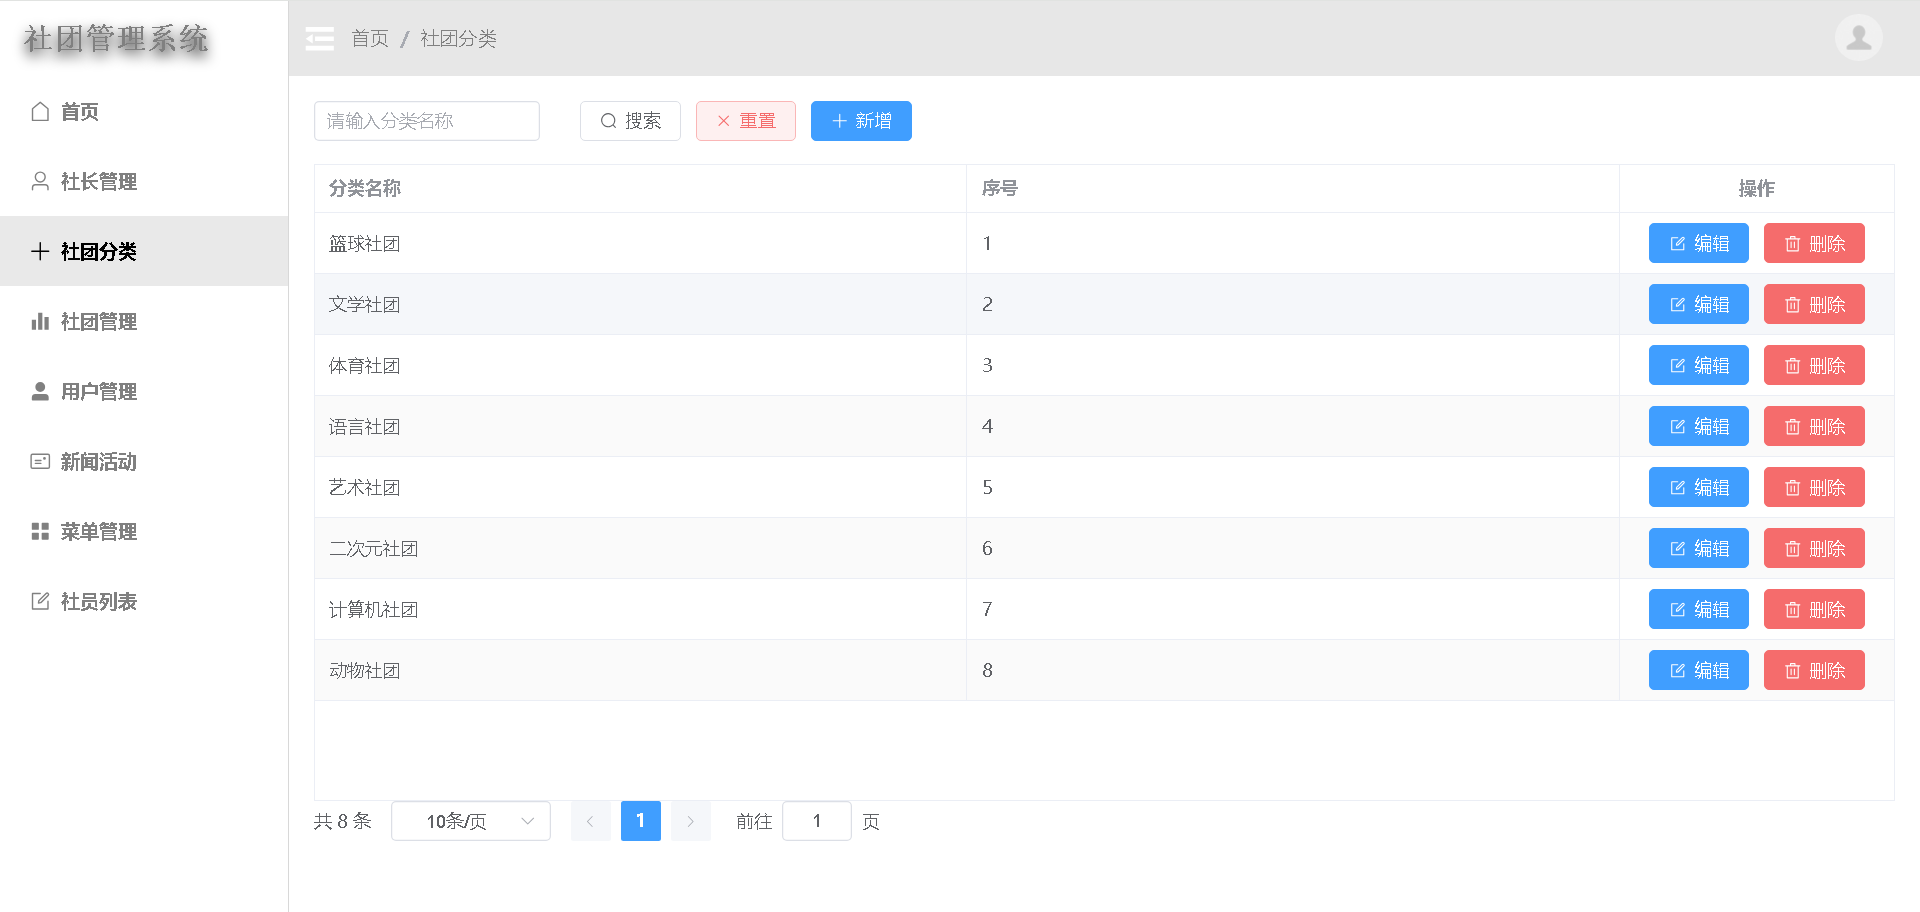 社团管理系统
首页
社长管理
社团分类
社团管理
用户管理
新闻活动
菜单管理
社员列表
首页 / 社团分类
请输入分类名称 搜索 重置 新增
分类名称 序号 操作
篮球社团 1 编辑 删除
文学社团 2 编辑 删除
体育社团 3 编辑 删除
语言社团 4 编辑 删除
艺术社团 5 编辑 删除
二次元社团 6 编辑 删除
计算机社团 7 编辑 删除
动物社团 8 编辑 删除
共 8 条 10条/页 1 前往 1 页